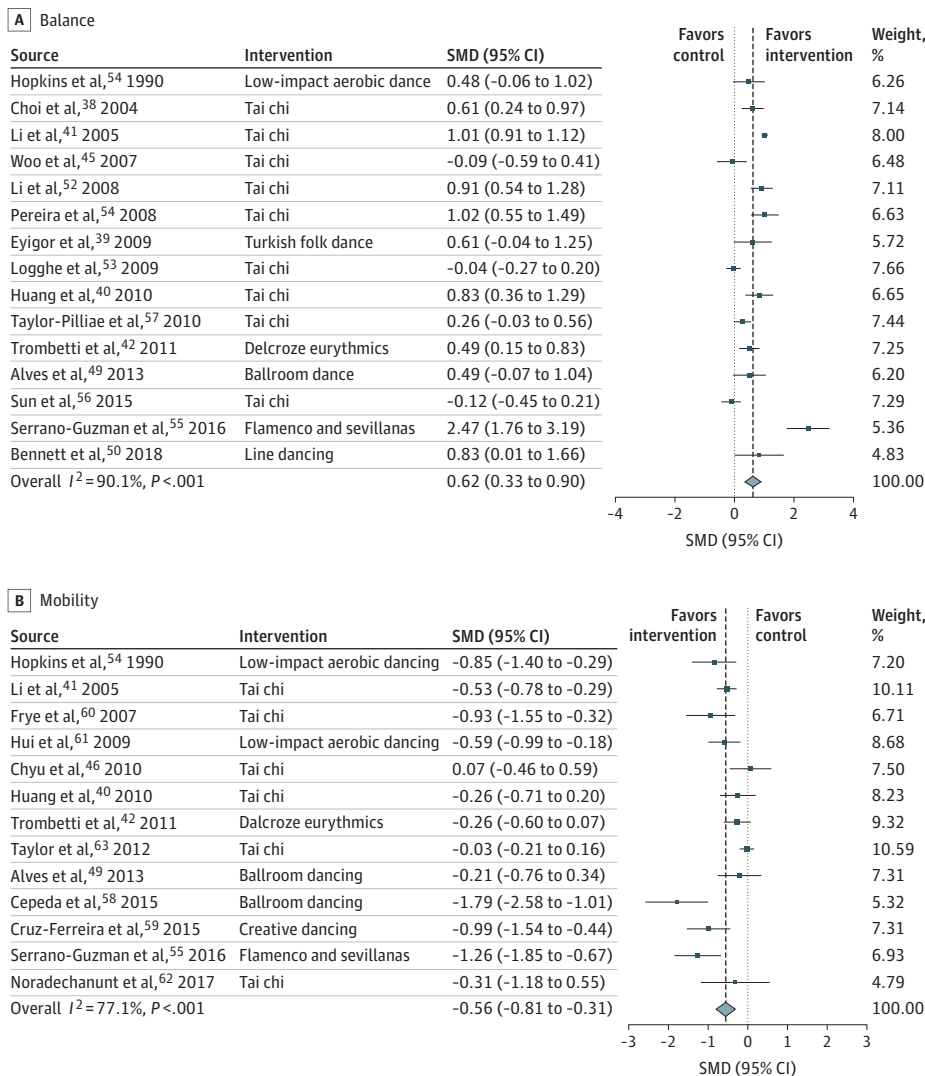 A Balance
Favors control Favors intervention Weight, %
Source Intervention SMD (95% CI)
Hopkins et al,54 1990 Low-impact aerobic dance 0.48 (-0.06 to 1.02) 6.26
Choi et al,38 2004 Tai chi 0.61 (0.24 to 0.97) 7.14
Li et al,41 2005 Tai chi 1.01 (0.91 to 1.12) 8.00
Woo et al,45 2007 Tai chi -0.09 (-0.59 to 0.41) 6.48
Li et al,52 2008 Tai chi 0.91 (0.54 to 1.28) 7.11
Pereira et al,54 2008 Tai chi 1.02 (0.55 to 1.49) 6.63
Eyigor et al,39 2009 Turkish folk dance 0.61 (-0.04 to 1.25) 5.72
Logghe et al,53 2009 Tai chi -0.04 (-0.27 to 0.20) 7.66
Huang et al,40 2010 Tai chi 0.83 (0.36 to 1.29) 6.65
Taylor-Pilliae et al,57 2010 Tai chi 0.26 (-0.03 to 0.56) 7.44
Trombetti et al,42 2011 Delcroze eurythmics 0.49 (0.15 to 0.83) 7.25
Alves et al,49 2013 Ballroom dance 0.49 (-0.07 to 1.04) 6.20
Sun et al,56 2015 Tai chi -0.12 (-0.45 to 0.21) 7.29
Serrano-Guzman et al,55 2016 Flamenco and sevillanas 2.47 (1.76 to 3.19) 5.36
Bennett et al,50 2018 Line dancing 0.83 (0.01 to 1.66) 4.83
Overall I2 = 90.1%, P <.001 0.62 (0.33 to 0.90) 100.00
-4 -2 0 2 4
SMD (95% CI)
B Mobility
Favors intervention Favors control Weight, %
Source Intervention SMD (95% CI)
Hopkins et al,54 1990 Low-impact aerobic dancing -0.85 (-1.40 to -0.29) 7.20
Li et al,41 2005 Tai chi -0.53 (-0.78 to -0.29) 10.11
Frye et al,60 2007 Tai chi -0.93 (-1.55 to -0.32) 6.71
Hui et al,61 2009 Low-impact aerobic dancing -0.59 (-0.99 to -0.18) 8.68
Chyu et al,46 2010 Tai chi 0.07 (-0.46 to 0.59) 7.50
Huang et al,40 2010 Tai chi -0.26 (-0.71 to 0.20) 8.23
Trombetti et al,42 2011 Dalcroze eurythmics -0.26 (-0.60 to 0.07) 9.32
Taylor et al,63 2012 Tai chi -0.03 (-0.21 to 0.16) 10.59
Alves et al,49 2013 Ballroom dancing -0.21 (-0.76 to 0.34) 7.31
Cepeda et al,58 2015 Ballroom dancing -1.79 (-2.58 to -1.01) 5.32
Cruz-Ferreira et al,59 2015 Creative dancing -0.99 (-1.54 to -0.44) 7.31
Serrano-Guzman et al,55 2016 Flamenco and sevillanas -1.26 (-1.85 to -0.67) 6.93
Noradechanunt et al,62 2017 Tai chi -0.31 (-1.18 to 0.55) 4.79
Overall I2 = 77.1%, P <.001 -0.56 (-0.81 to -0.31) 100.00
-3 -2 -1 0 1 2 3
SMD (95% CI)